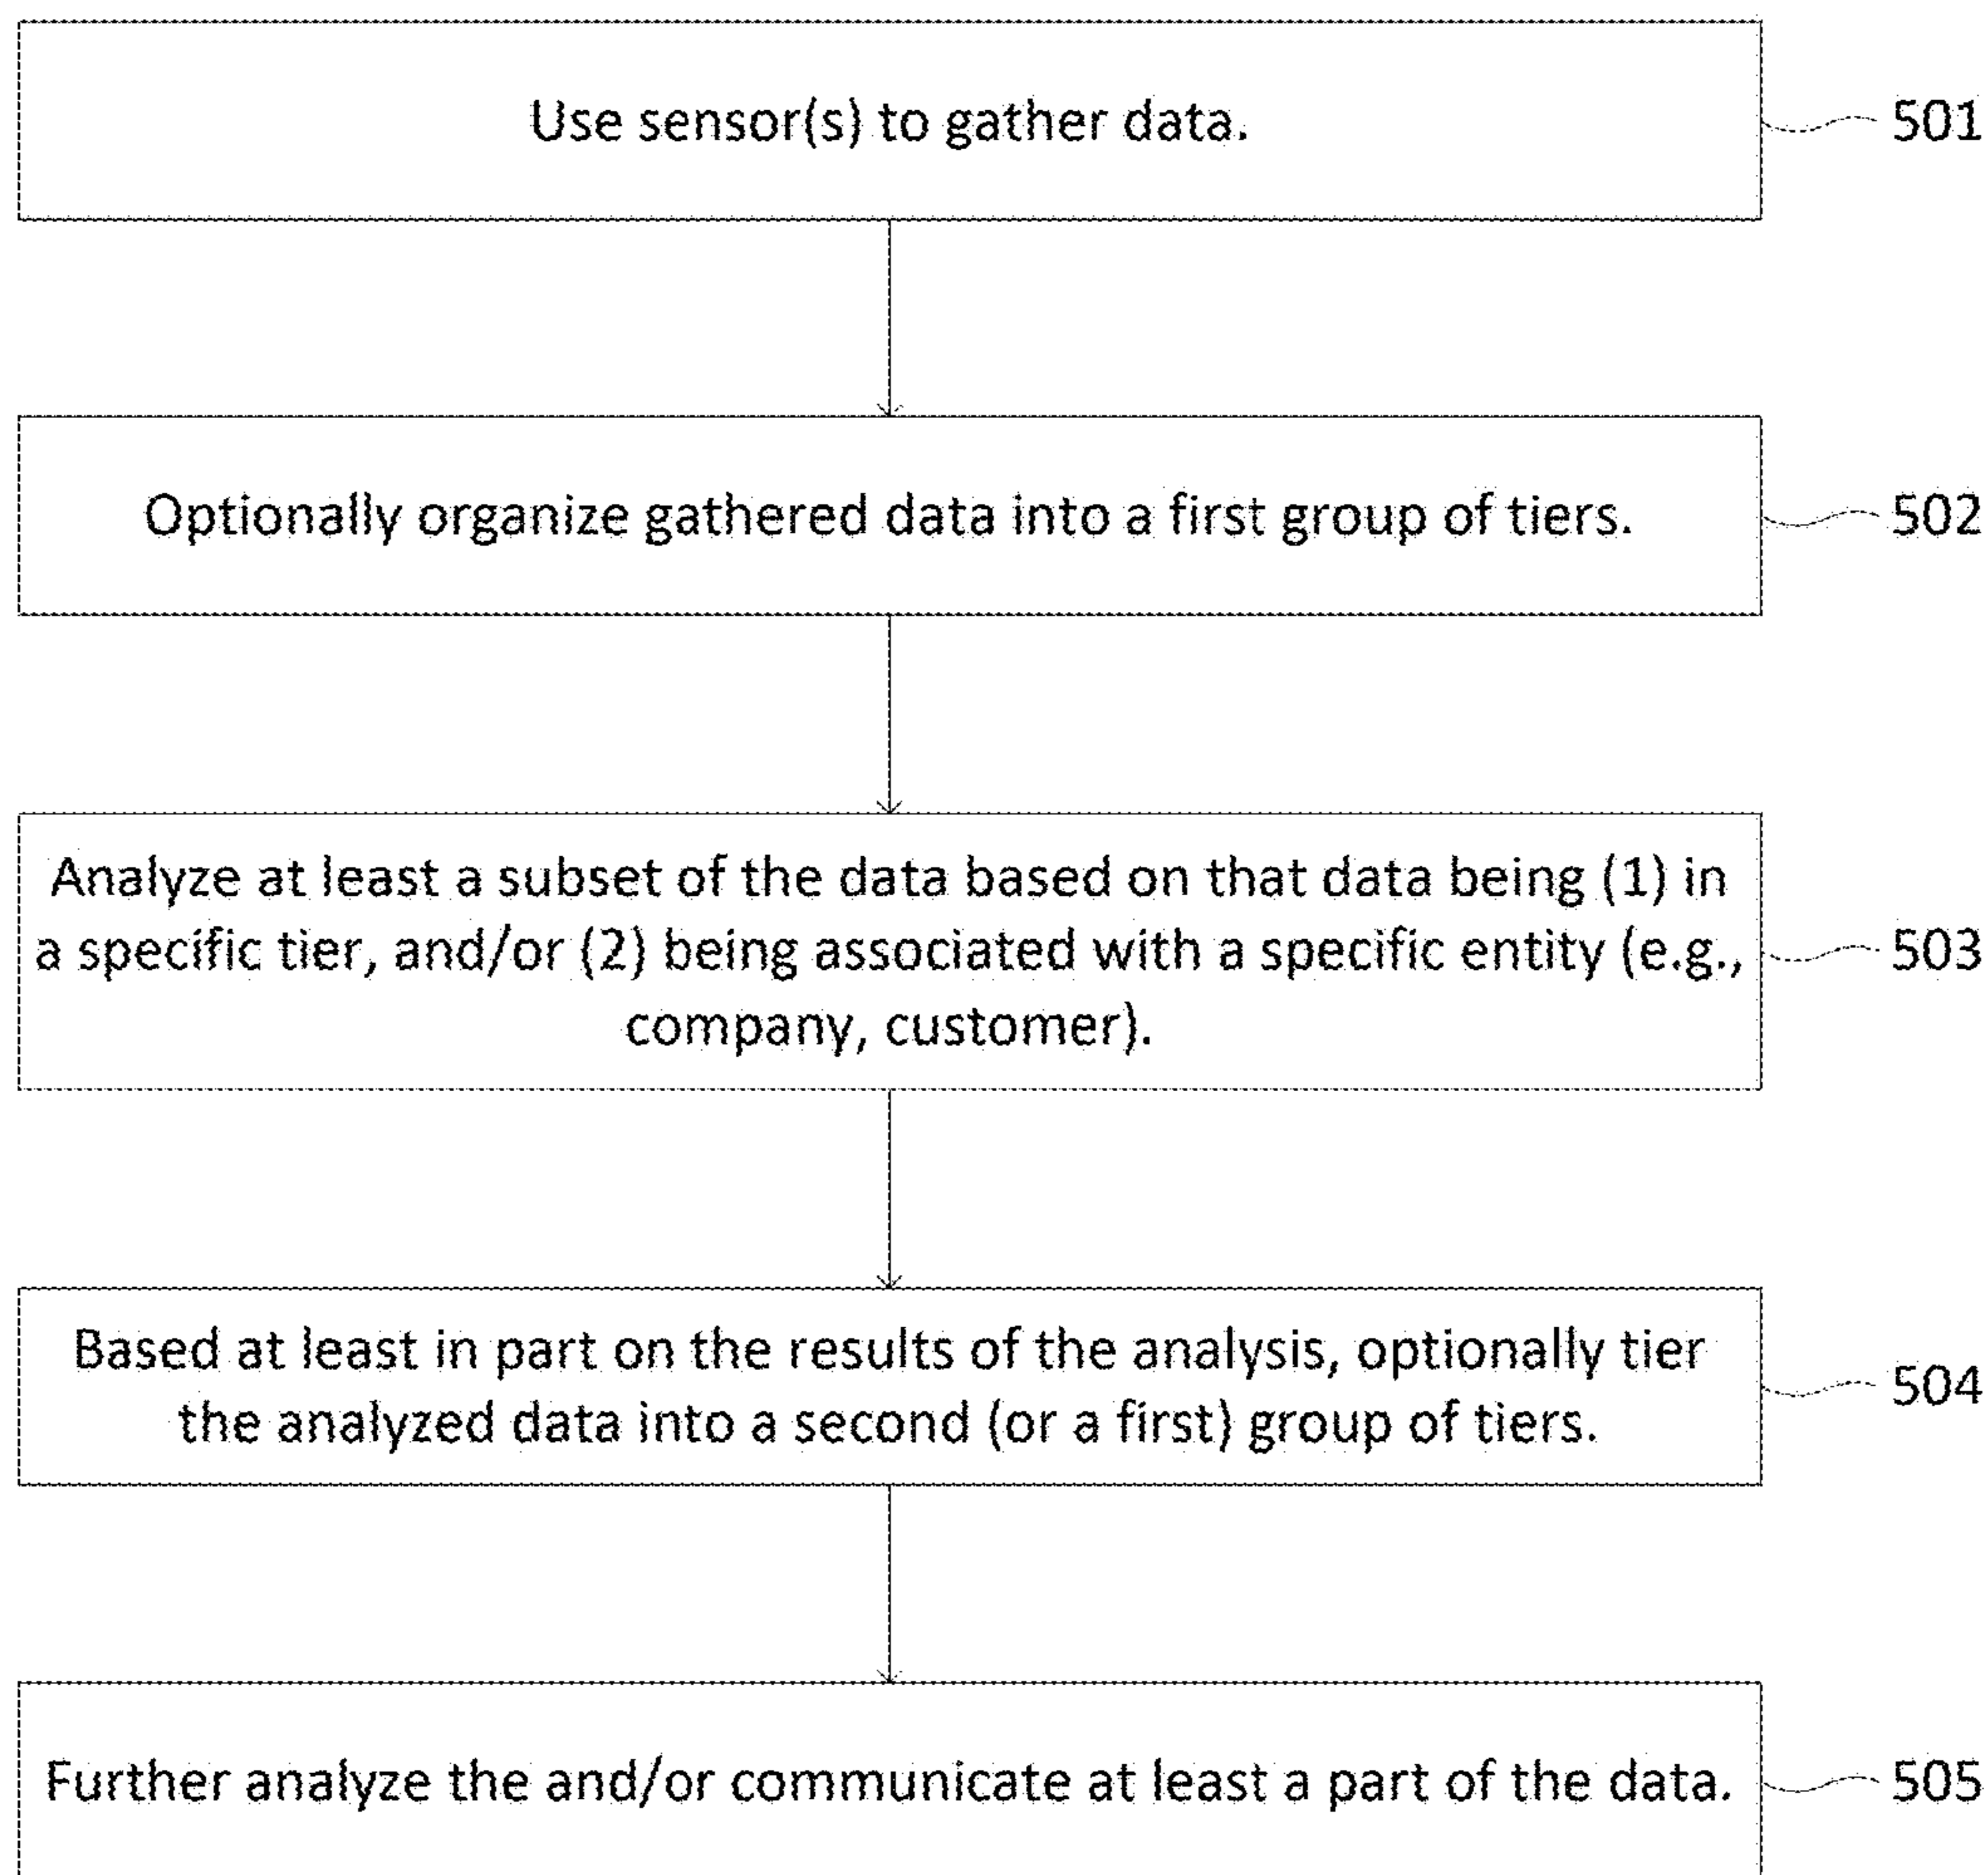 Use sensor(s) to gather data.
501
Optionally organize gathered data into a first group of tiers.
502
Analyze at least a subset of the data based on that data being (1) in
a specific tier, and/or (2) being associated with a specific entity (e.g.,
company, customer).
503
Based at least in part on the results of the analysis, optionally tier
the analyzed data into a second (or a first) group of tiers.
504
Further analyze the and/or communicate at least a part of the data.
505